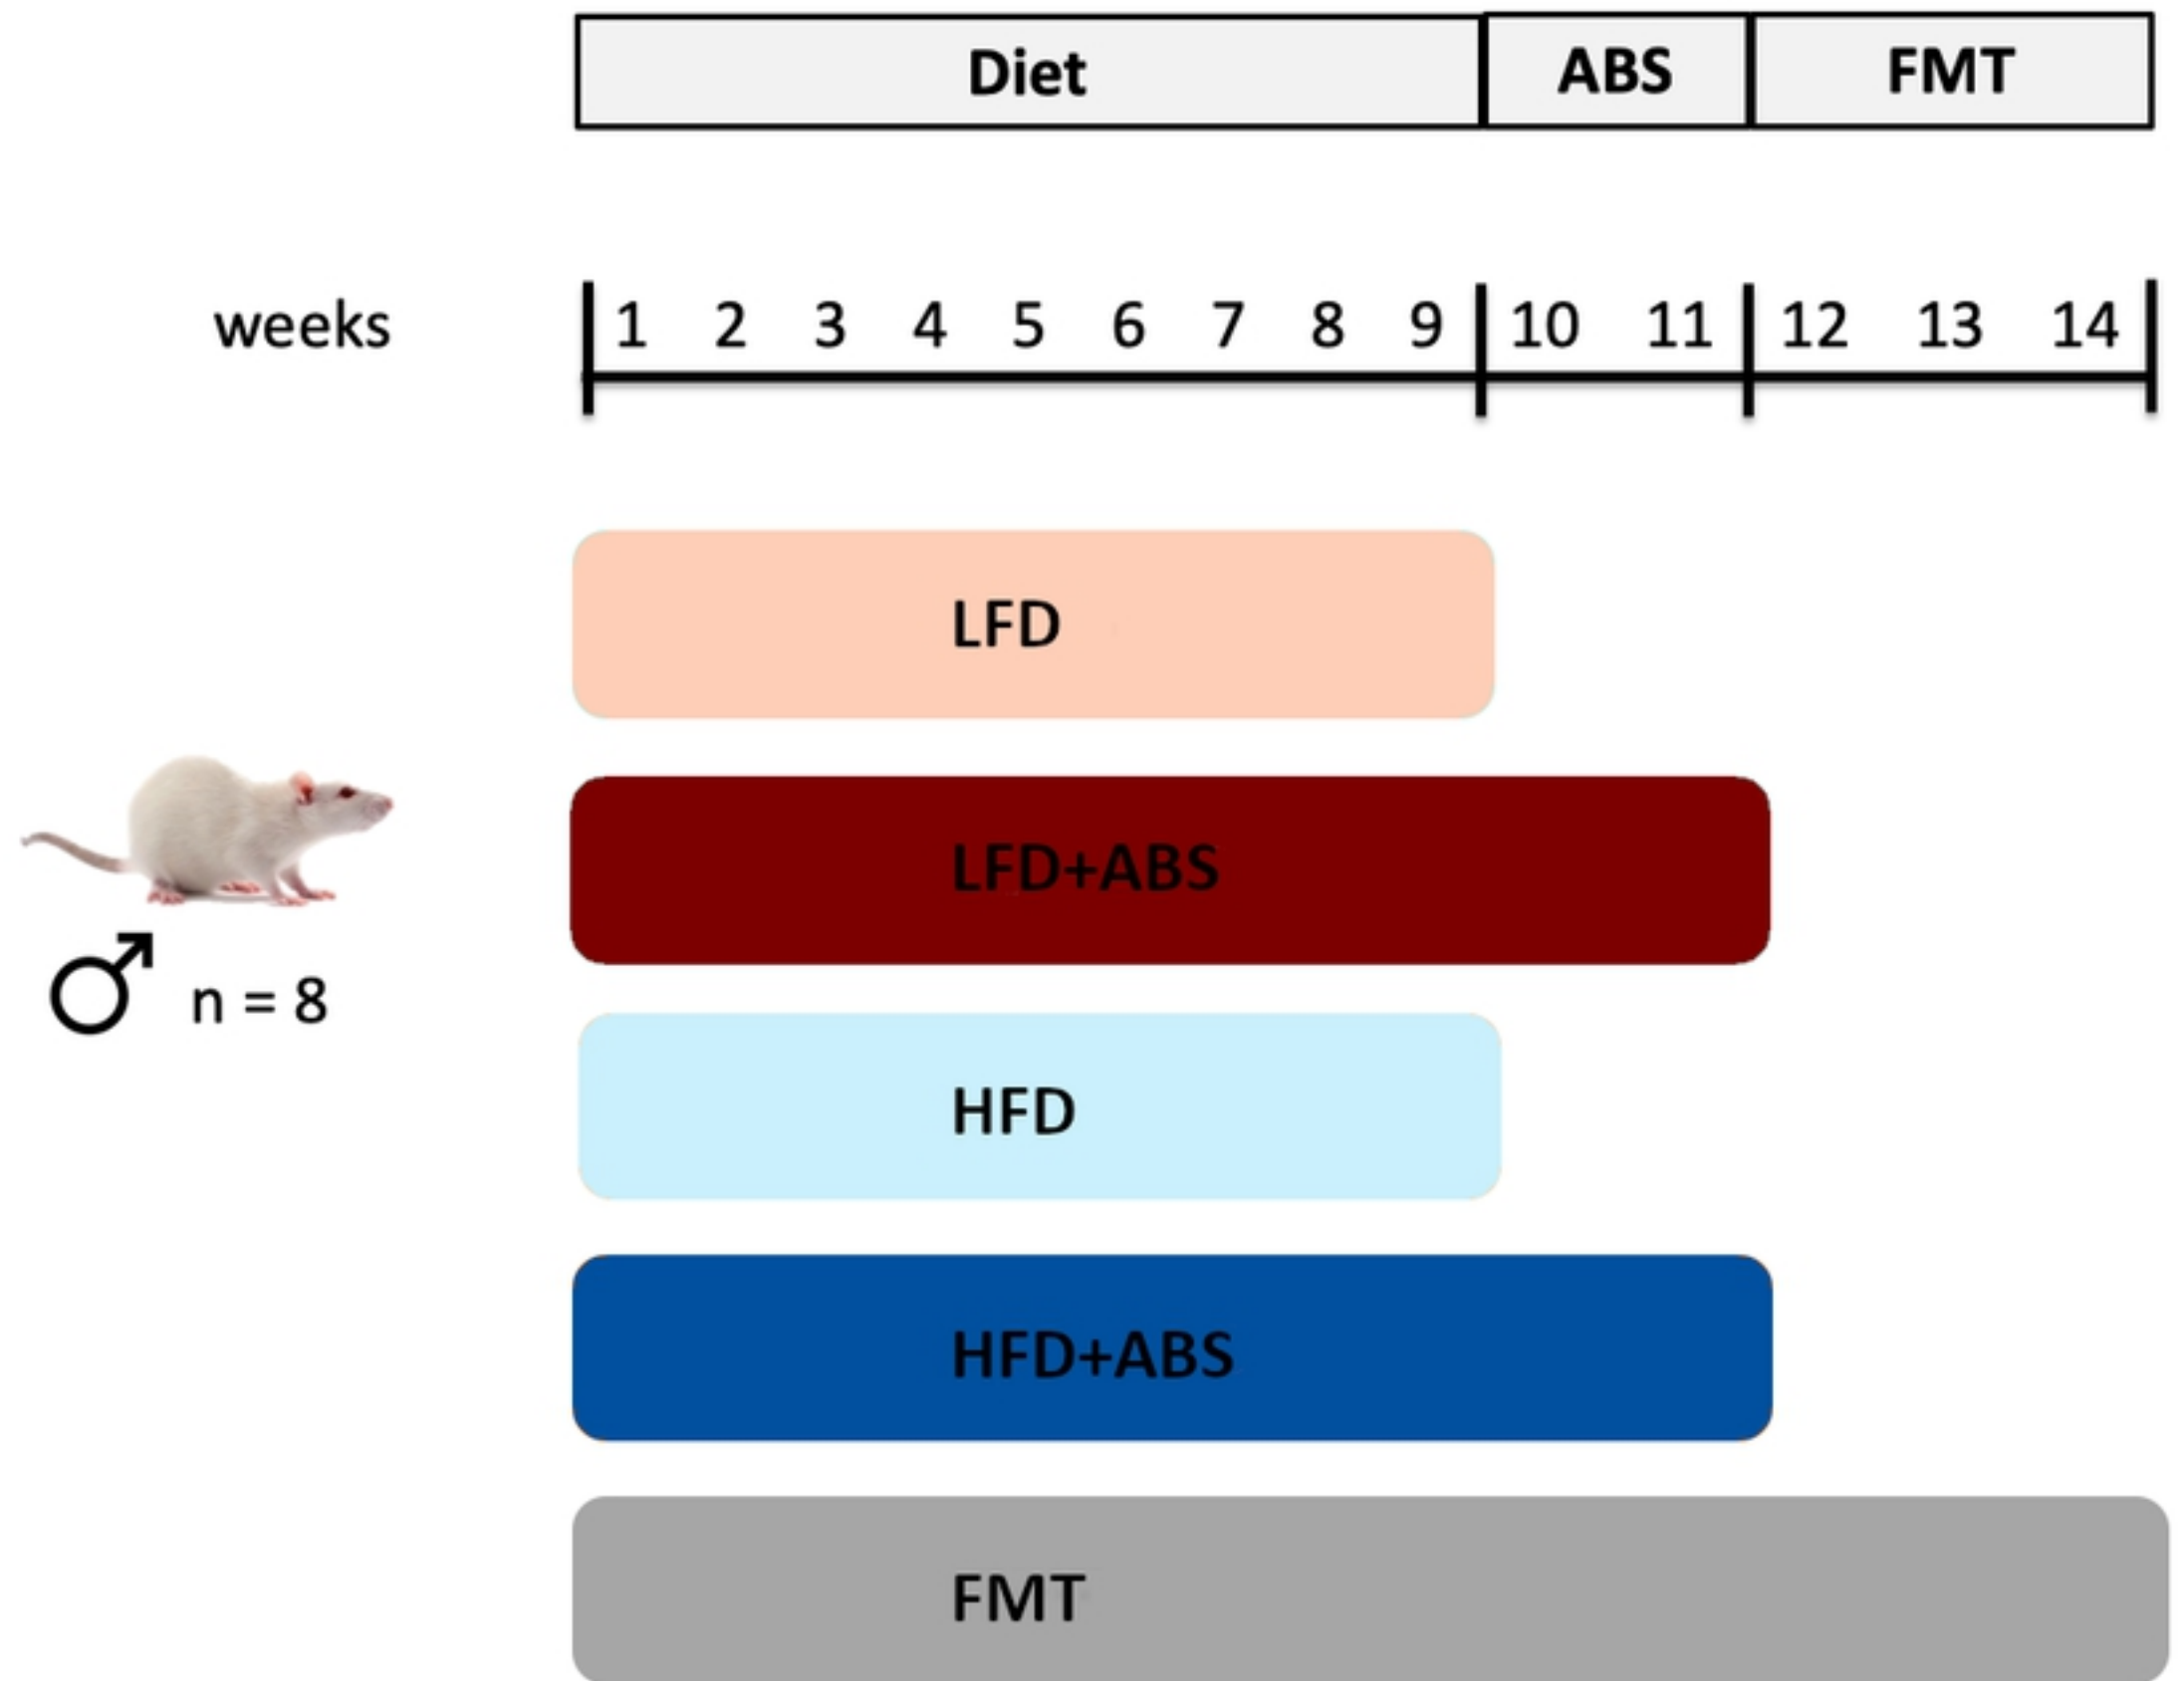 Diet ABS FMT
weeks 1 2 3 4 5 6 7 8 9 10 11 12 13 14
LFD
LFD+ABS
n = 8
HFD
HFD+ABS
FMT